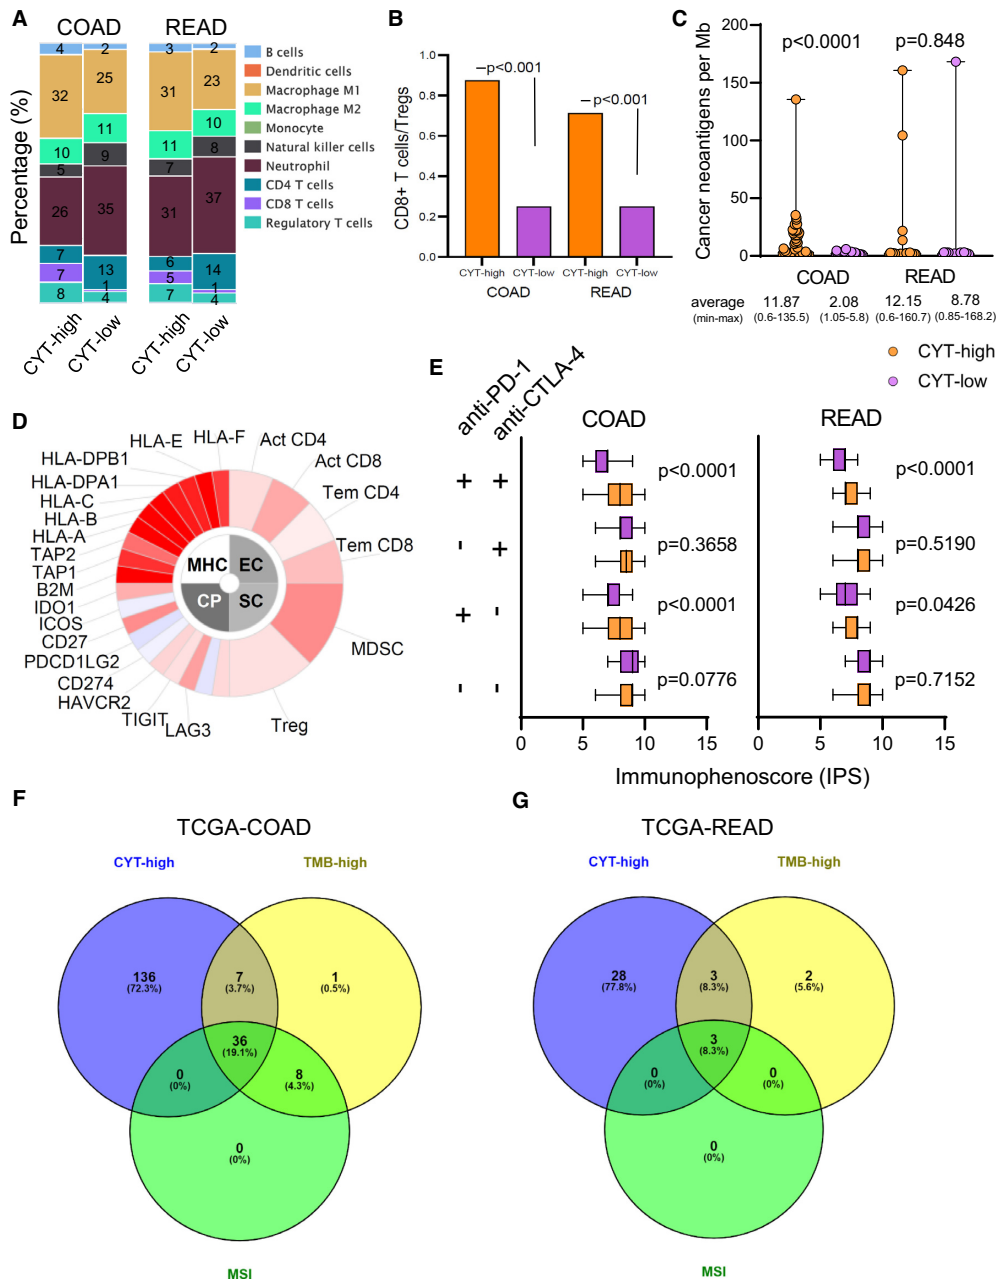 A
COAD
READ
Percentage (%)
4
32
10
5
26
7
7
8
2
25
11
9
35
13
1
4
3
31
11
7
31
6
5
7
2
23
10
8
37
14
1
4
CYT-high
CYT-low
CYT-high
CYT-low
B cells
Dendritic cells
Macrophage M1
Macrophage M2
Monocyte
Natural killer cells
Neutrophil
CD4 T cells
CD8 T cells
Regulatory T cells
B
CD8+ T cells/Tregs
1.0
0.8
0.6
0.4
0.2
0.0
p<0.001
p<0.001
CYT-high
CYT-low
CYT-high
CYT-low
COAD
READ
C
Cancer neoantigens per Mb
200
150
100
50
0
p<0.0001
p=0.848
COAD
READ
average
11.87
2.08
12.15
8.78
(min-max)
(0.6-135.5)
(1.05-5.8)
(0.6-160.7)
(0.85-168.2)
CYT-high
CYT-low
D
HLA-F
HLA-E
HLA-DPB1
HLA-DPA1
HLA-C
HLA-B
HLA-A
TAP2
TAP1
B2M
IDO1
ICOS
CD27
PDCD1LG2
CD274
HAVCR2
TIGIT
LAG3
Act CD4
Act CD8
Tem CD4
Tem CD8
MDSC
Treg
MHC
EC
CP
SC
E
anti-PD-1
anti-CTLA-4
COAD
READ
+ +
- +
+ -
- -
p<0.0001
p=0.3658
p<0.0001
p=0.0776
p<0.0001
p=0.5190
p=0.0426
p=0.7152
0
5
10
15
0
5
10
15
Immunophenoscore (IPS)
F
TCGA-COAD
CYT-high
TMB-high
136
(72.3%)
7
(3.7%)
1
(0.5%)
36
(19.1%)
0
(0%)
8
(4.3%)
0
(0%)
MSI
G
TCGA-READ
CYT-high
TMB-high
28
(77.8%)
3
(8.3%)
2
(5.6%)
3
(8.3%)
0
(0%)
0
(0%)
0
(0%)
MSI